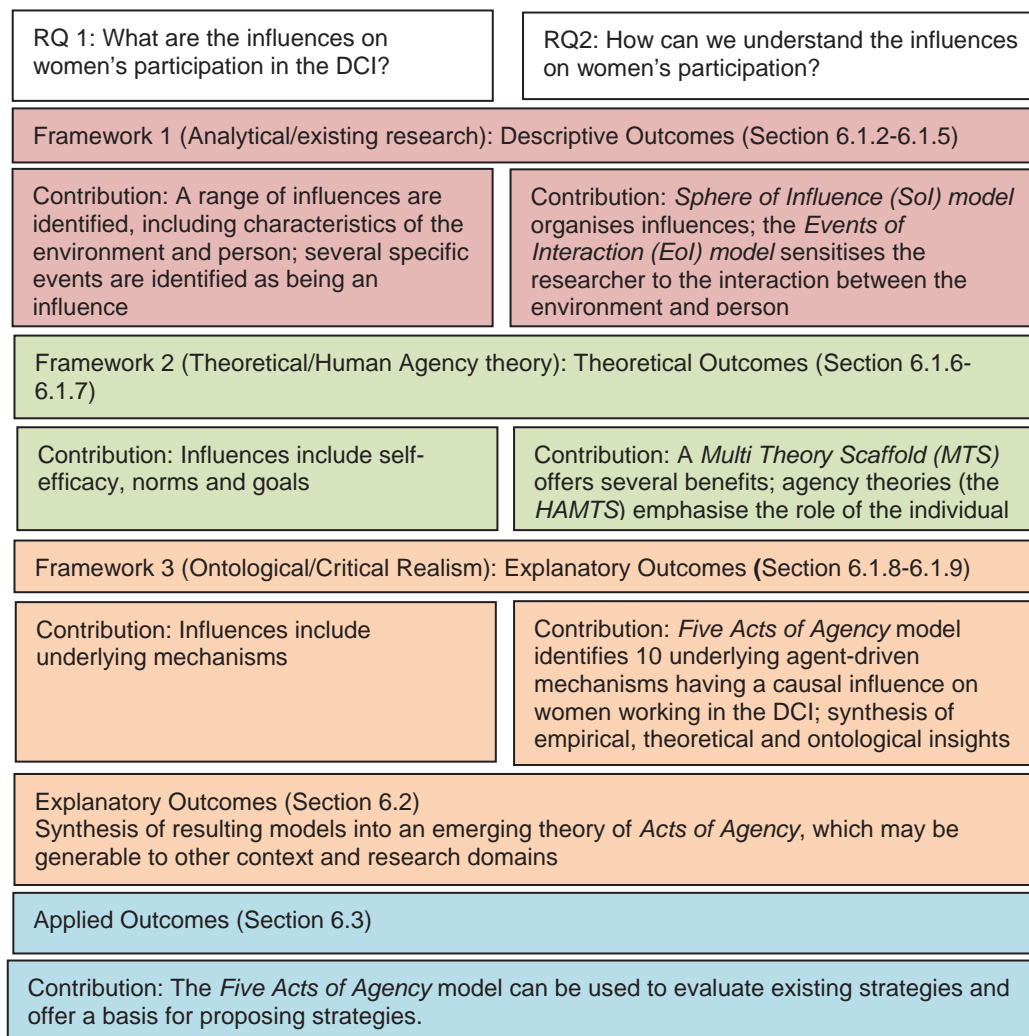 RQ 1: What are the influences on
women’s participation in the DCI?
RQ2: How can we understand the influences
on women’s participation?
Framework 1 (Analytical/existing research): Descriptive Outcomes (Section 6.1.2-6.1.5)
Contribution: A range of influences are
identified, including characteristics of the
environment and person; several specific
events are identified as being an
influence
Contribution: Sphere of Influence (SoI) model
organises influences; the Events of
Interaction (EoI) model sensitises the
researcher to the interaction between the
environment and person
Framework 2 (Theoretical/Human Agency theory): Theoretical Outcomes (Section 6.1.6-
6.1.7)
Contribution: Influences include self-
efficacy, norms and goals
Contribution: A Multi Theory Scaffold (MTS)
offers several benefits; agency theories (the
HAMTS) emphasise the role of the individual
Framework 3 (Ontological/Critical Realism): Explanatory Outcomes (Section 6.1.8-6.1.9)
Contribution: Influences include
underlying mechanisms
Contribution: Five Acts of Agency model
identifies 10 underlying agent-driven
mechanisms having a causal influence on
women working in the DCI; synthesis of
empirical, theoretical and ontological insights
Explanatory Outcomes (Section 6.2)
Synthesis of resulting models into an emerging theory of Acts of Agency, which may be
generable to other context and research domains
Applied Outcomes (Section 6.3)
Contribution: The Five Acts of Agency model can be used to evaluate existing strategies and
offer a basis for proposing strategies.